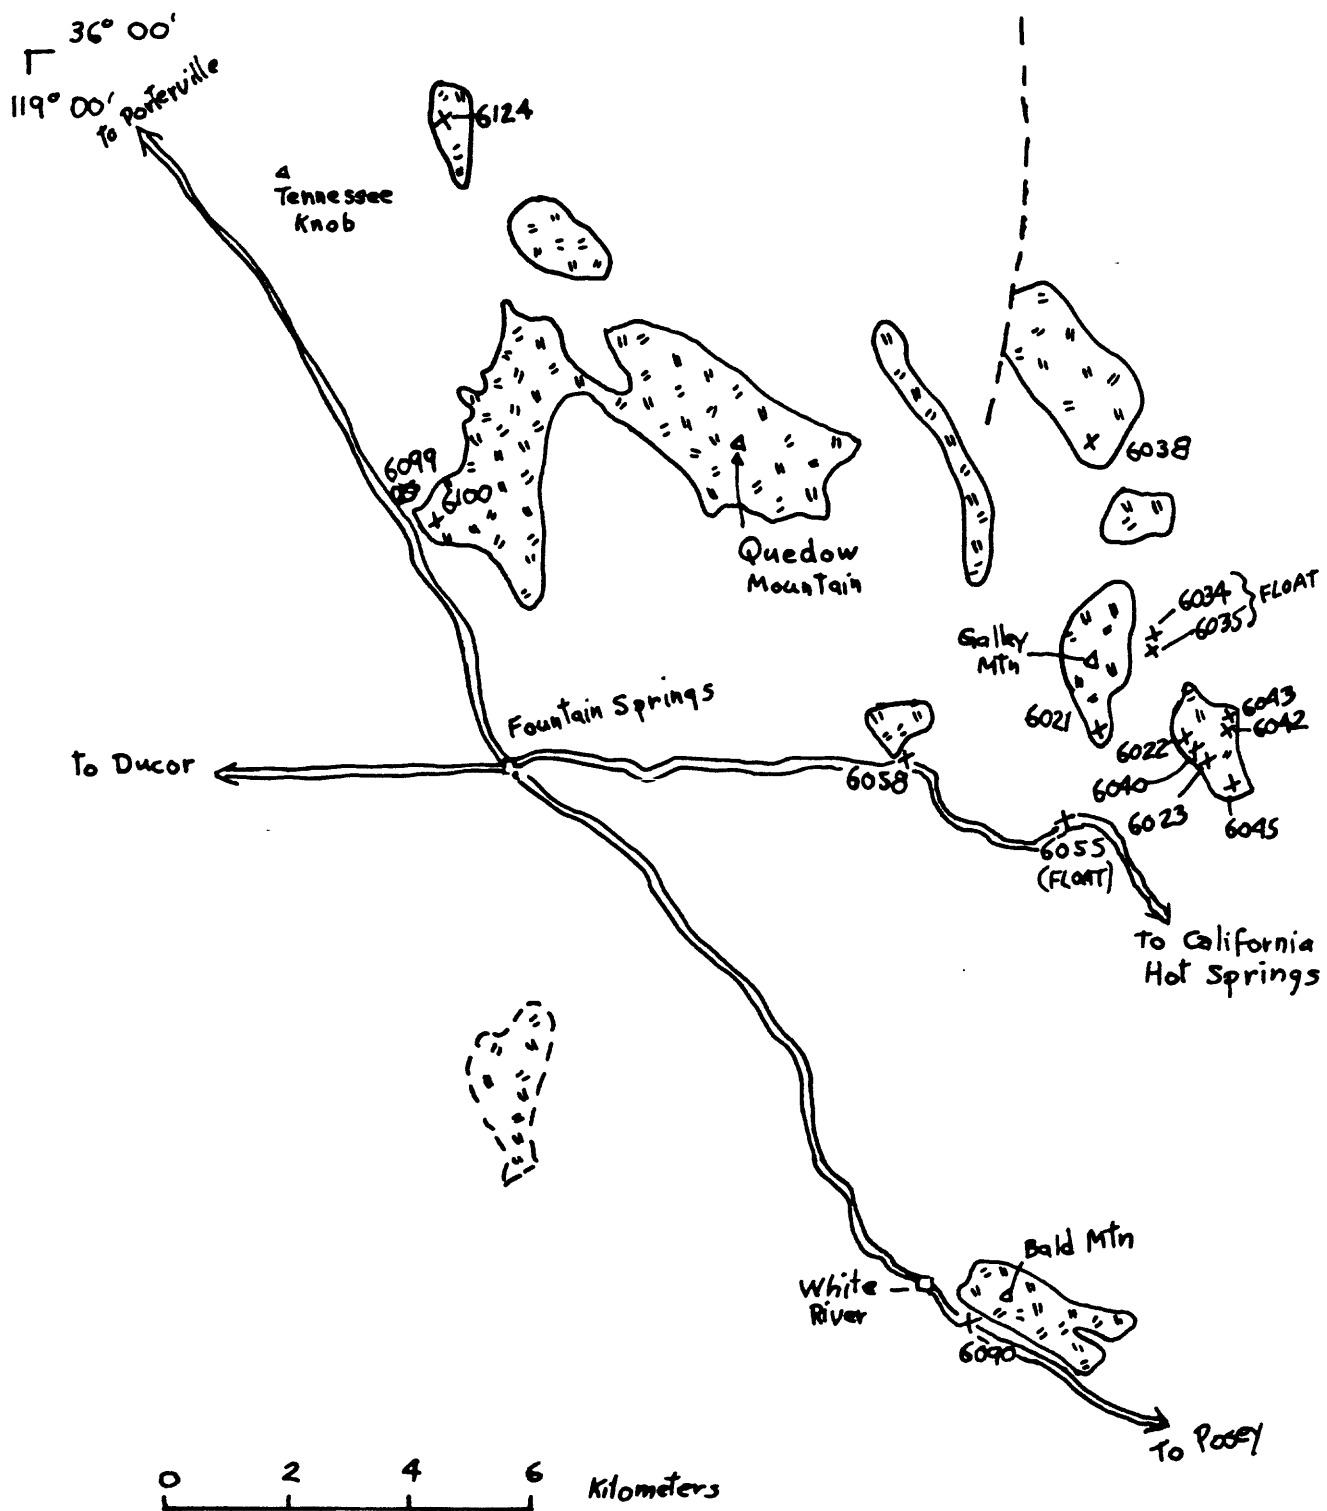 36° 00'
119° 00'
to Porterville
6124
Tennessee
Knob
6099
6100
6038
Quedow
Mountain
6034
6035
FLOAT
Galley
Mtn
6021
6043
6042
6022
6040
6023
6045
Fountain Springs
to Ducor
6058
6055
(FLOAT)
To California
Hot Springs
Bald Mtn
White
River
6090
To Posey
0 2 4 6 Kilometers